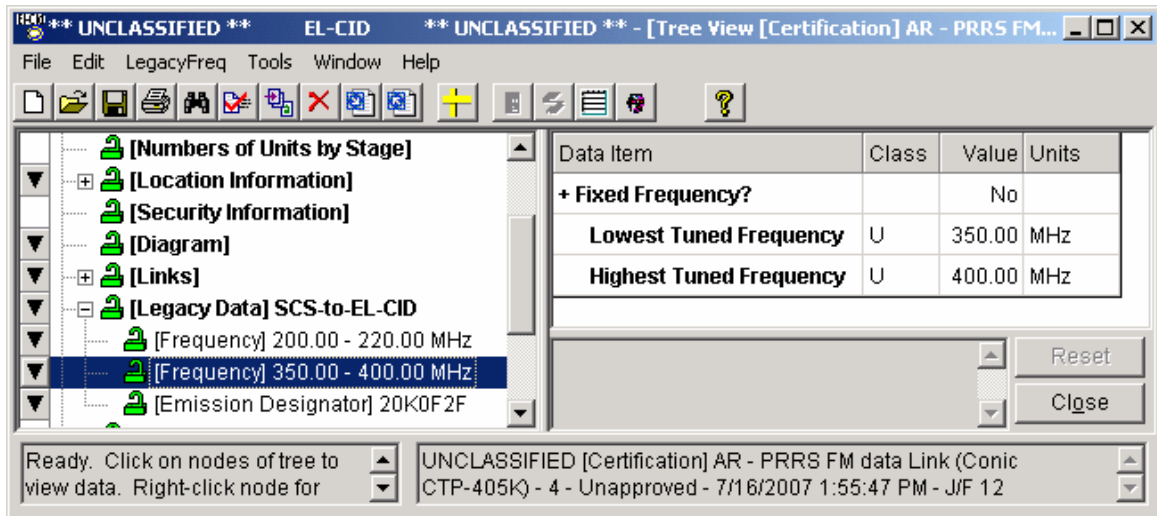 ** UNCLASSIFIED ** EL-CID ** UNCLASSIFIED ** - [Tree View [Certification] AR - PRRS FM...
File Edit LegacyFreq Tools Window Help
[Numbers of Units by Stage]
[Location Information]
[Security Information]
[Diagram]
[Links]
[Legacy Data] SCS-to-EL-CID
[Frequency] 200.00 - 220.00 MHz
[Frequency] 350.00 - 400.00 MHz
[Emission Designator] 20K0F2F
Data Item Class Value Units
+ Fixed Frequency? No
Lowest Tuned Frequency U 350.00 MHz
Highest Tuned Frequency U 400.00 MHz
Reset
Close
Ready. Click on nodes of tree to
view data. Right-click node for
UNCLASSIFIED [Certification] AR - PRRS FM data Link (Conic
CTP-405K) - 4 - Unapproved - 7/16/2007 1:55:47 PM - J/F 12